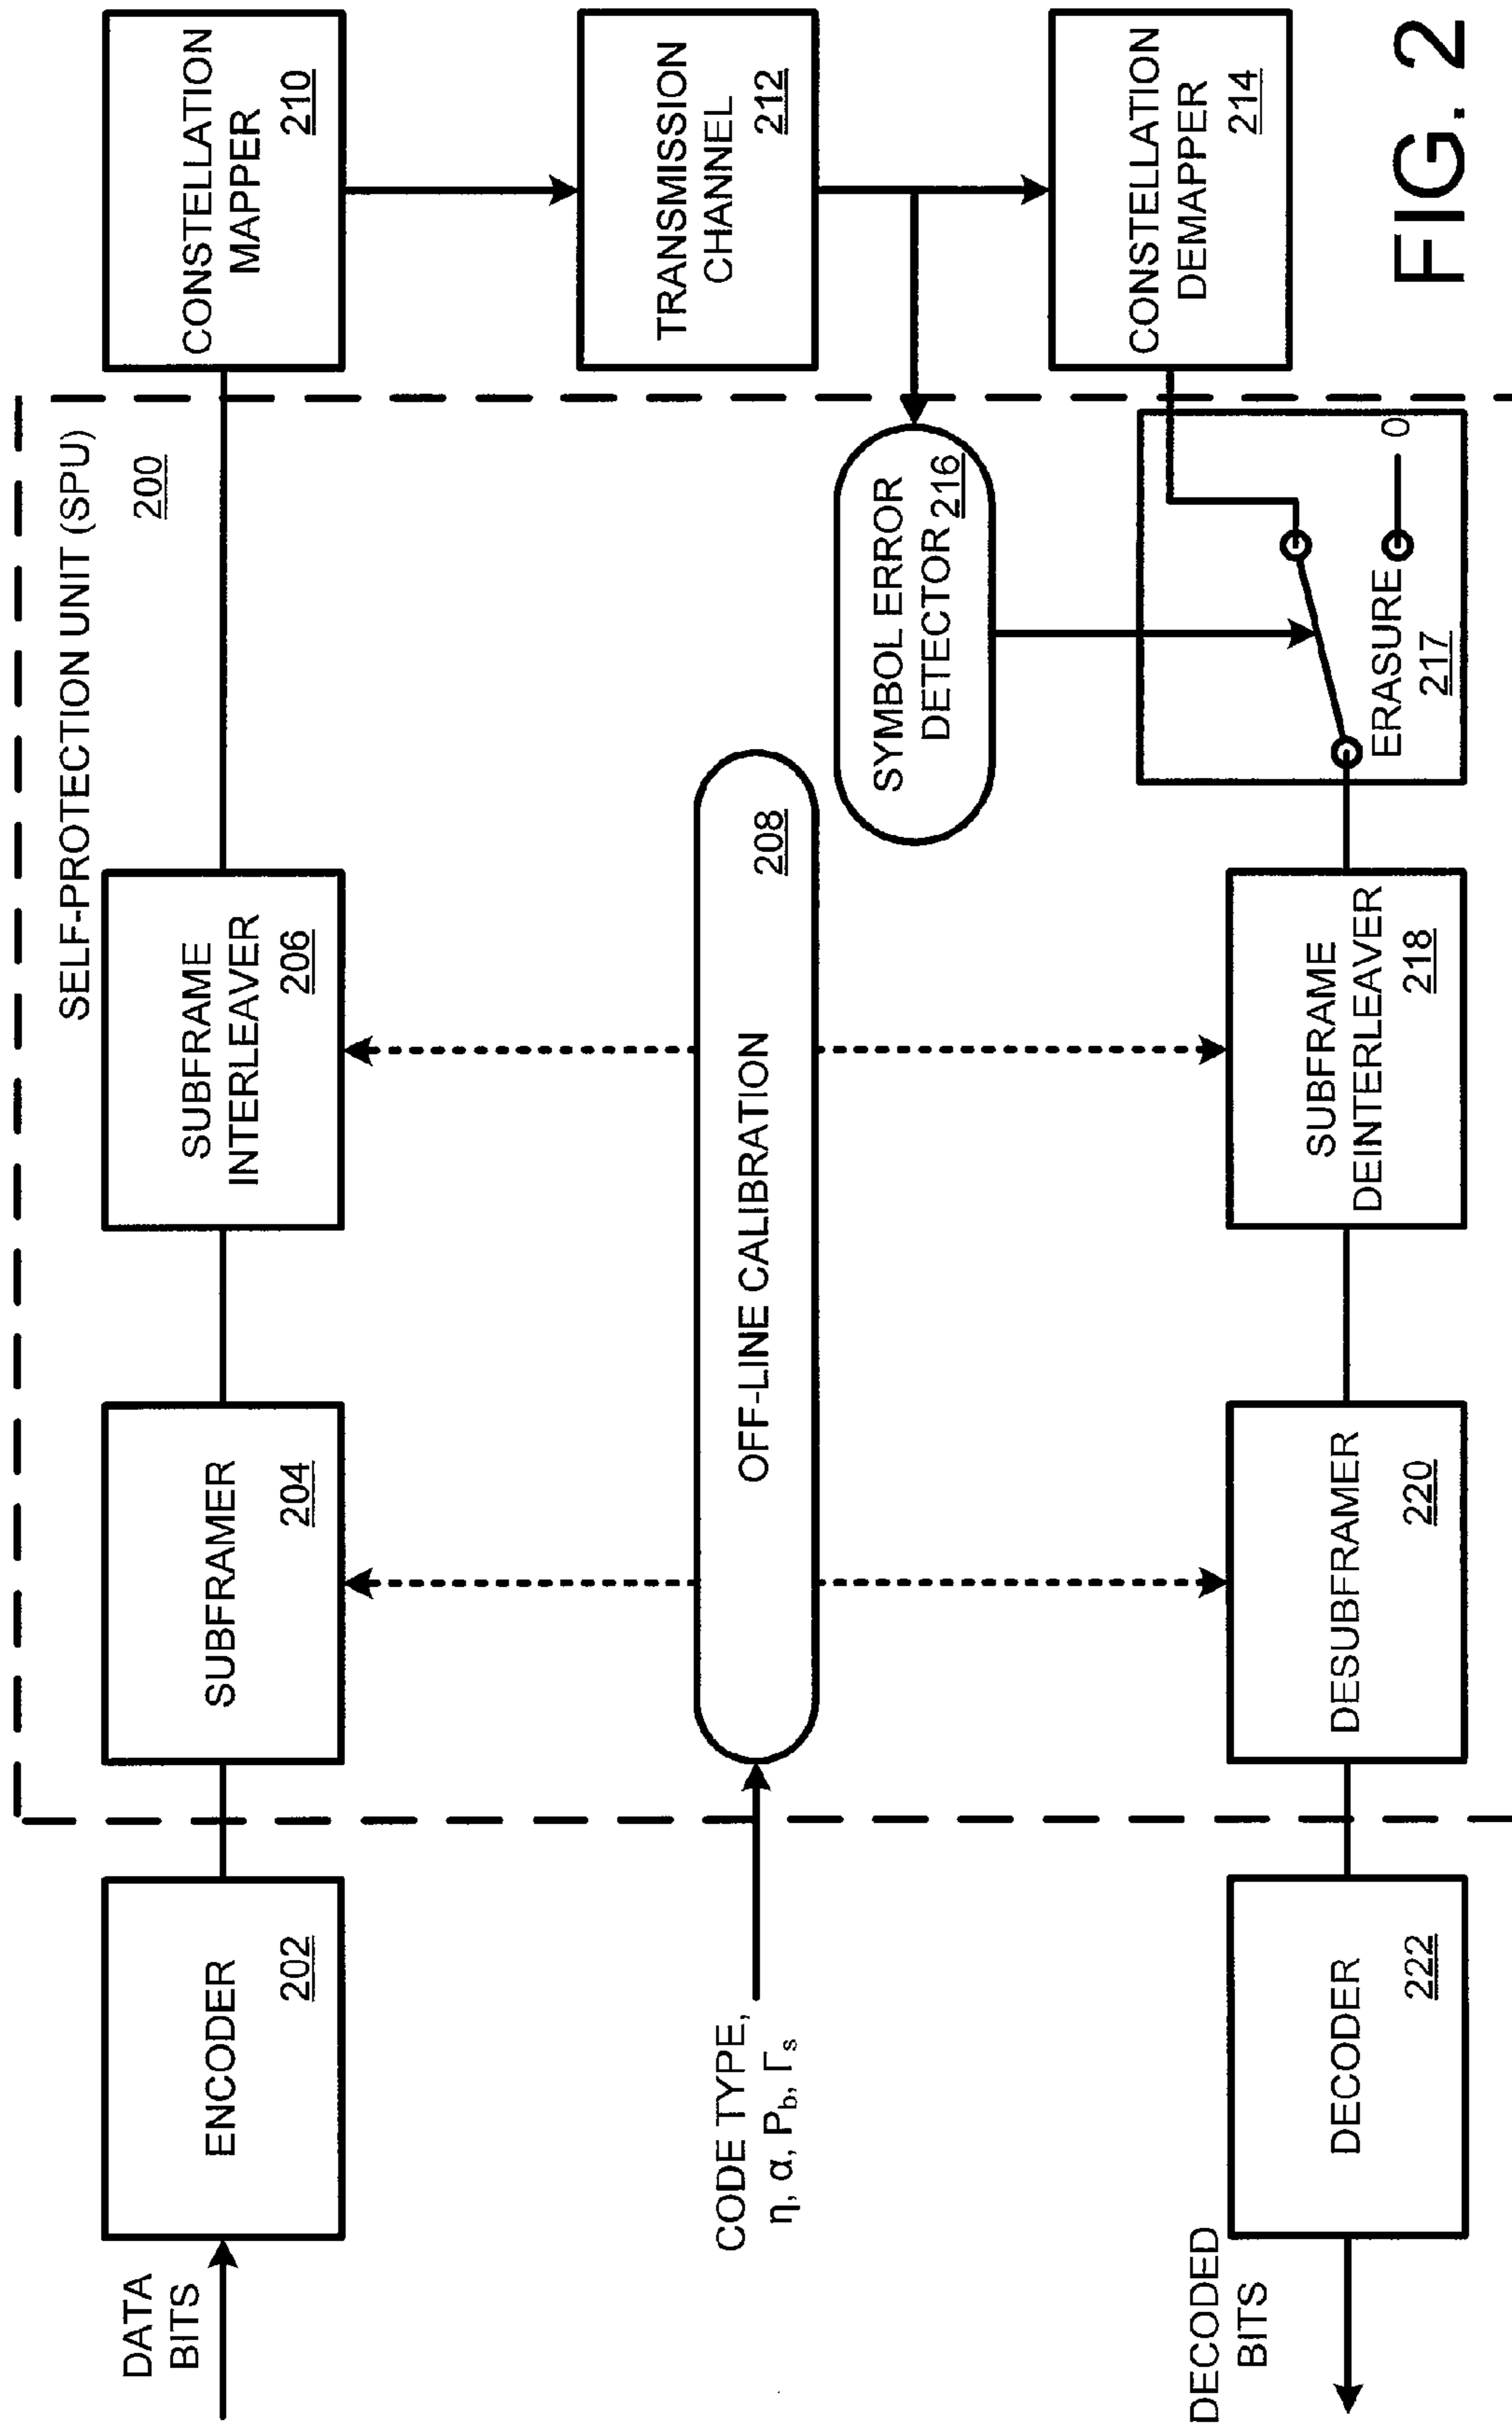 SELF-PROTECTION UNIT (SPU)
200
DATA
BITS
ENCODER
202
SUBFRAMER
204
SUBFRAME
INTERLEAVER
206
CONSTELLATION
MAPPER
210
CODE TYPE,
η, α, Pb, Γs
OFF-LINE CALIBRATION
208
TRANSMISSION
CHANNEL
212
SYMBOL ERROR
DETECTOR
216
DECODED
BITS
DECODER
222
DESUBFRAMER
220
SUBFRAME
DEINTERLEAVER
218
ERASURE
217
0
CONSTELLATION
DEMAPPER
214
FIG. 2